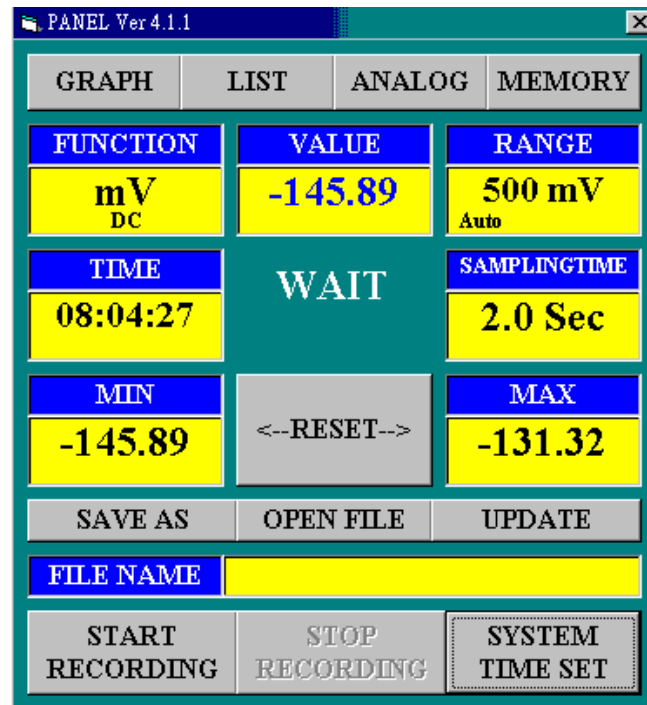 PANEL Ver 4.1.1
GRAPH LIST ANALOG MEMORY
FUNCTION VALUE RANGE
mV -145.89 500 mV
DC Auto
TIME WAIT SAMPLINGTIME
08:04:27 2.0 Sec
MIN <--RESET--> MAX
-145.89 -131.32
SAVE AS OPEN FILE UPDATE
FILE NAME
START STOP SYSTEM
RECORDING RECORDING TIME SET